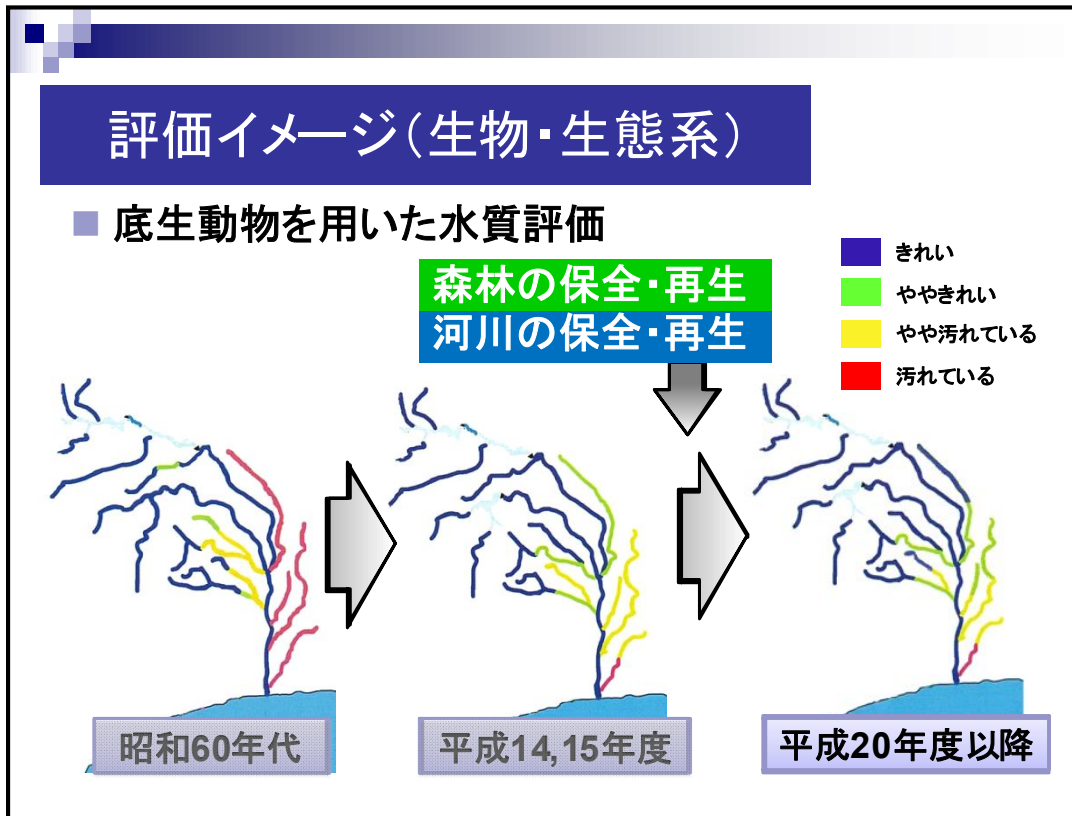 評価イメージ（生物・生態系）
底生動物を用いた水質評価
森林の保全・再生
河川の保全・再生
きれい
ややきれい
やや汚れている
汚れている
昭和60年代
平成14,15年度
平成20年度以降